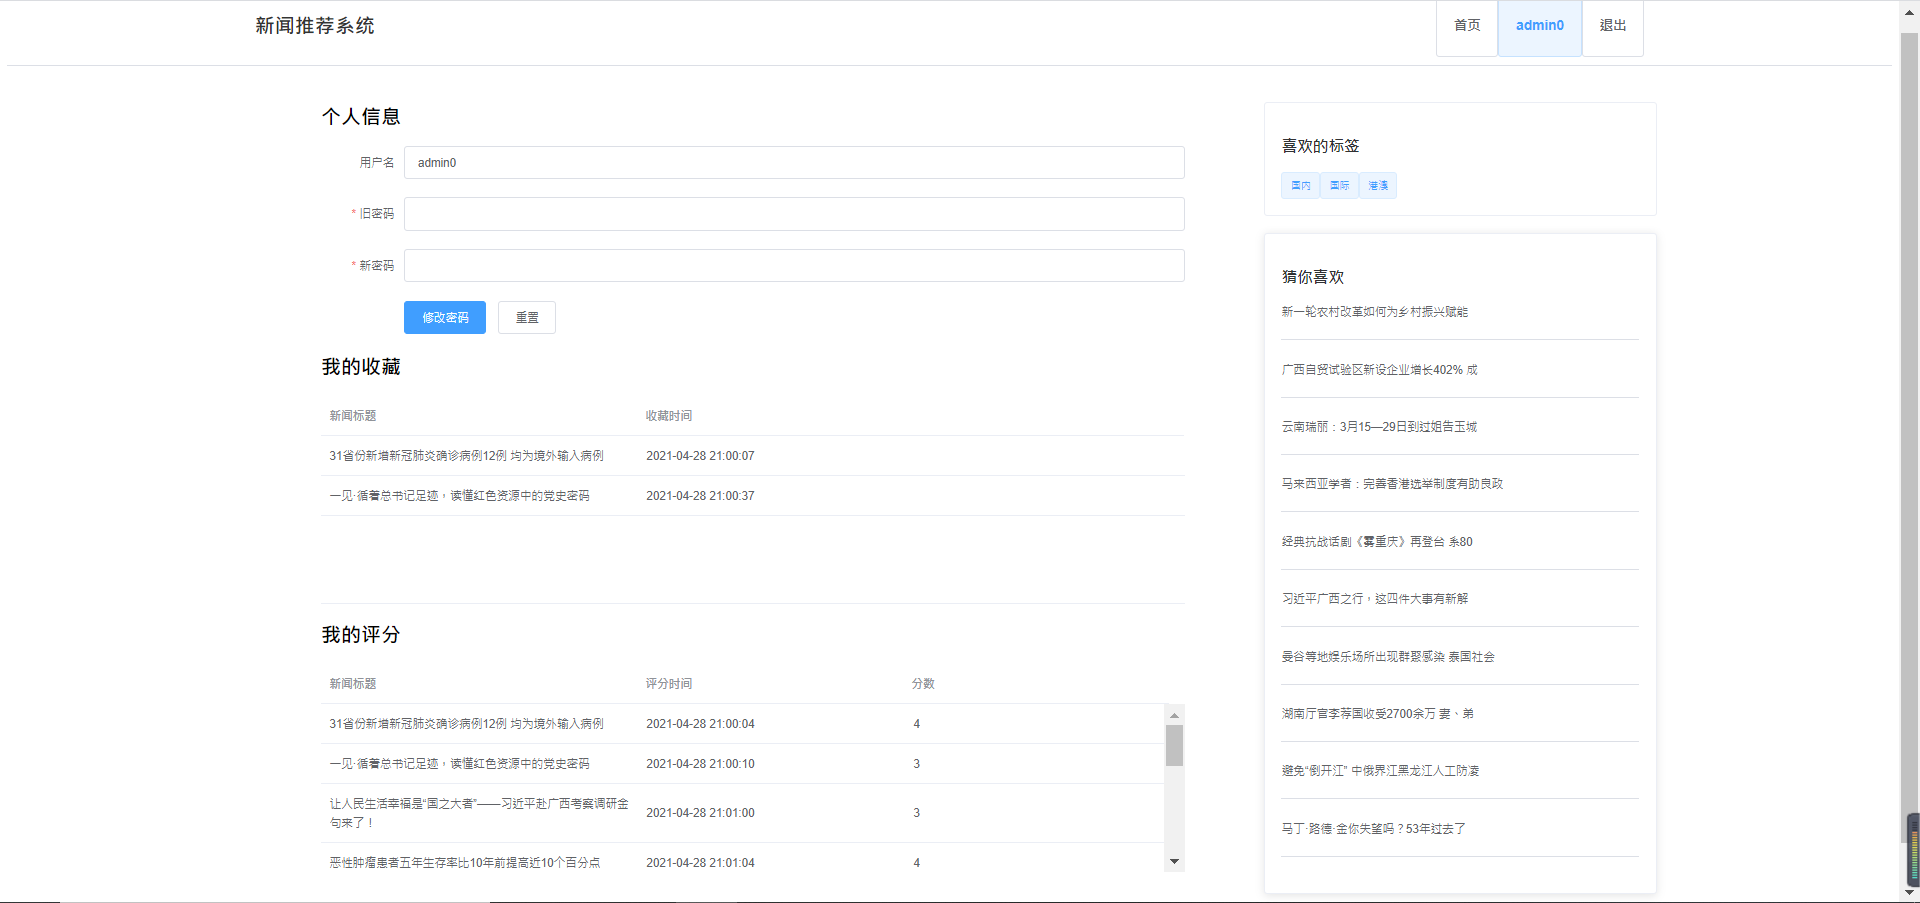 新闻推荐系统
首页
admin0
退出
个人信息
用户名
admin0
* 旧密码
* 新密码
修改密码
重置
我的收藏
新闻标题 收藏时间
31省份新增新冠肺炎确诊病例12例 均为境外输入病例 2021-04-28 21:00:07
一见·循着总书记足迹，读懂红色资源中的党史密码 2021-04-28 21:00:37
我的评分
新闻标题 评分时间 分数
31省份新增新冠肺炎确诊病例12例 均为境外输入病例 2021-04-28 21:00:04 4
一见·循着总书记足迹，读懂红色资源中的党史密码 2021-04-28 21:00:10 3
让人民生活幸福是“国之大者”——习近平赴广西考察调研金
句来了！ 2021-04-28 21:01:00 3
恶性肿瘤患者五年生存率比10年前提高近10个百分点 2021-04-28 21:01:04 4
喜欢的标签
国内 国际 港澳
猜你喜欢
新一轮农村改革如何为乡村振兴赋能
广西自贸试验区新设企业增长402% 成
云南瑞丽：3月15—29日到过姐告玉城
马来西亚学者：完善香港选举制度有助良政
经典抗战话剧《雾重庆》再登台 系80
习近平广西之行，这四件大事有新解
曼谷等地娱乐场所出现群聚感染 泰国社会
湖南厅官李荐国收受2700余万 妻、弟
避免“倒开江” 中俄界江黑龙江人工防凌
马丁·路德·金你失望吗？53年过去了